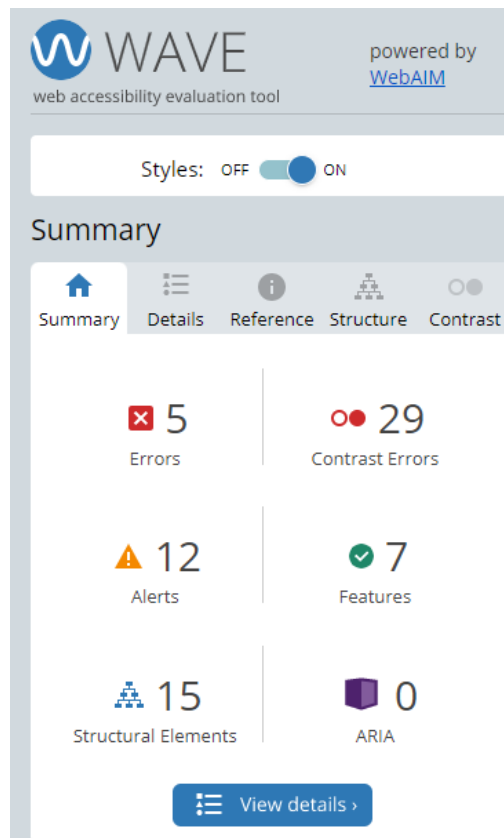 WAVE
powered by
WebAIM
web accessibility evaluation tool
Styles: OFF ON
Summary
Summary Details Reference Structure Contrast
5 29
Errors Contrast Errors
12 7
Alerts Features
15 0
Structural Elements ARIA
View details ›